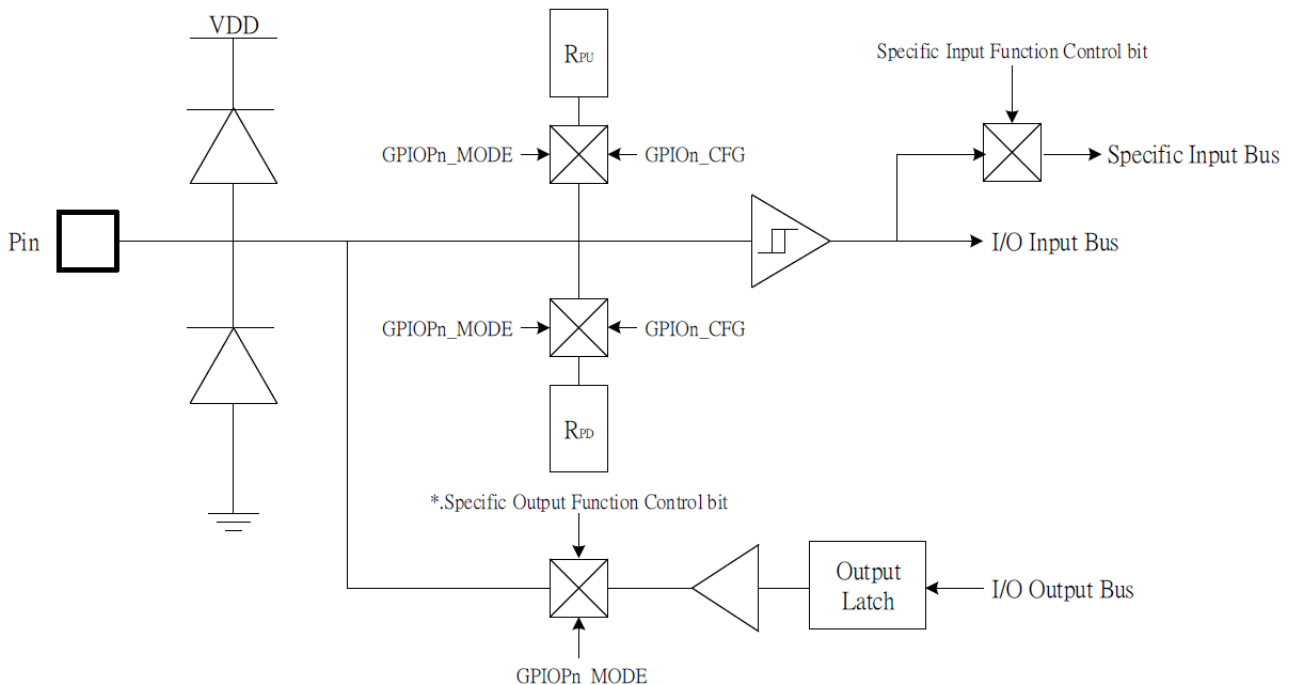 VDD
RPU
Specific Input Function Control bit
GPIOPn_MODE
GPIOn_CFG
Specific Input Bus
Pin
I/O Input Bus
GPIOPn_MODE
GPIOn_CFG
RPD
*.Specific Output Function Control bit
Output
Latch
I/O Output Bus
GPIOPn_MODE